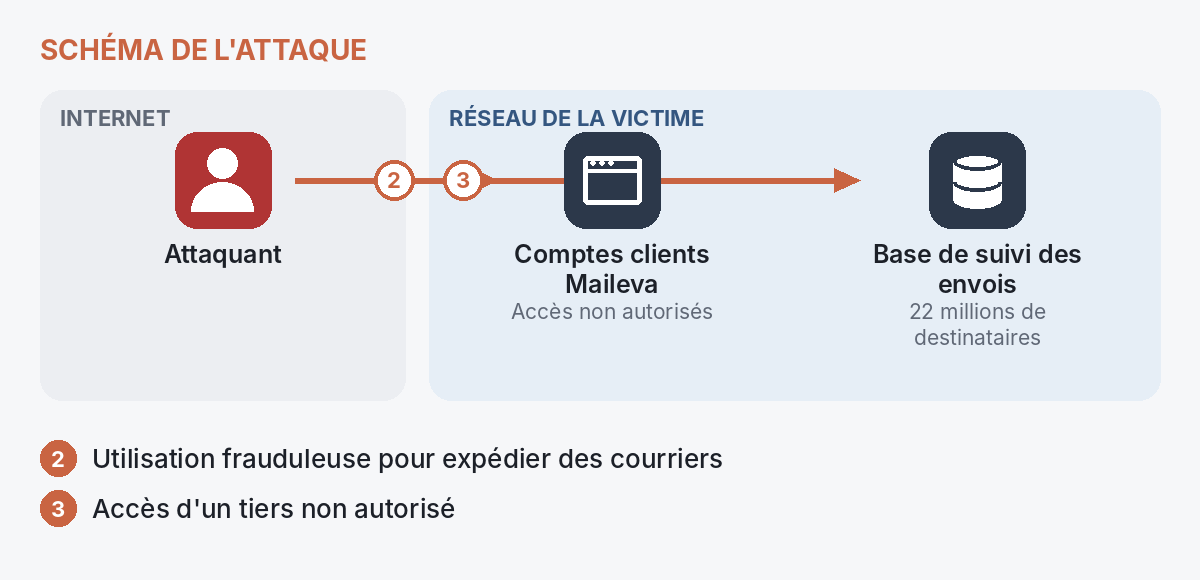 SCHÉMA DE L'ATTAQUE
INTERNET
RÉSEAU DE LA VICTIME
2
3
Attaquant
Comptes clients
Maileva
Accès non autorisés
Base de suivi des
envois
22 millions de
destinataires
2 Utilisation frauduleuse pour expédier des courriers
3 Accès d'un tiers non autorisé